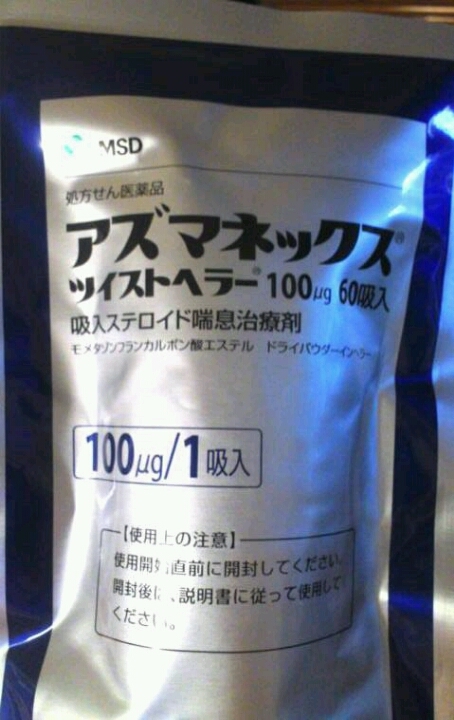 MSD
処方せん医薬品
アズマネックス®
ツイストヘラー® 100μg 60吸入
吸入ステロイド喘息治療剤
モメタゾンフランカルボン酸エステル ドライパウダーインヘラー
100μg/1吸入
【使用上の注意】
使用開始直前に開封してください。
開封後は、説明書に従って使用して
ください。